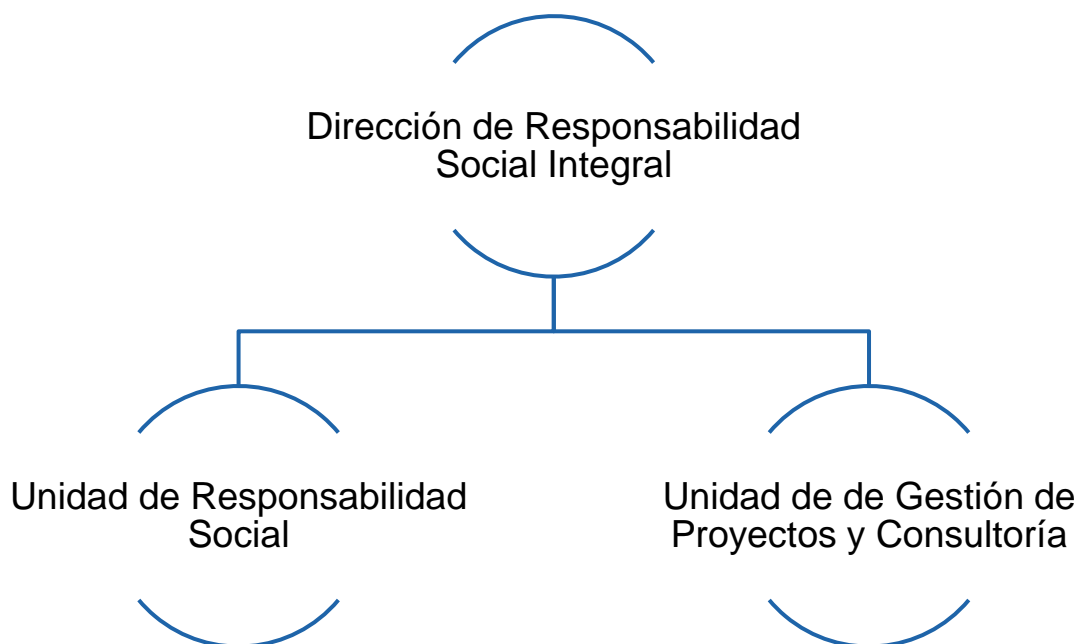 Dirección de Responsabilidad
Social Integral
Unidad de Responsabilidad
Social
Unidad de de Gestión de
Proyectos y Consultoría